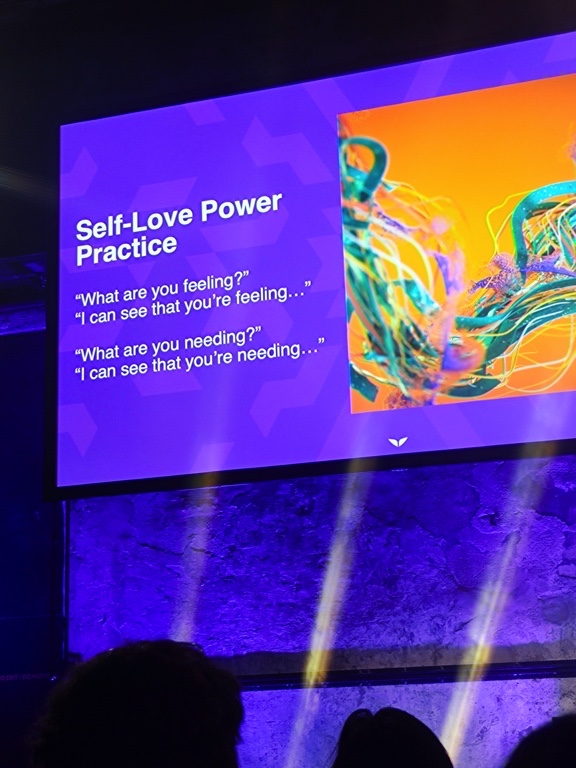 Self-Love Power
Practice
“What are you feeling?”
“I can see that you’re feeling...”
“What are you needing?”
“I can see that you’re needing...”